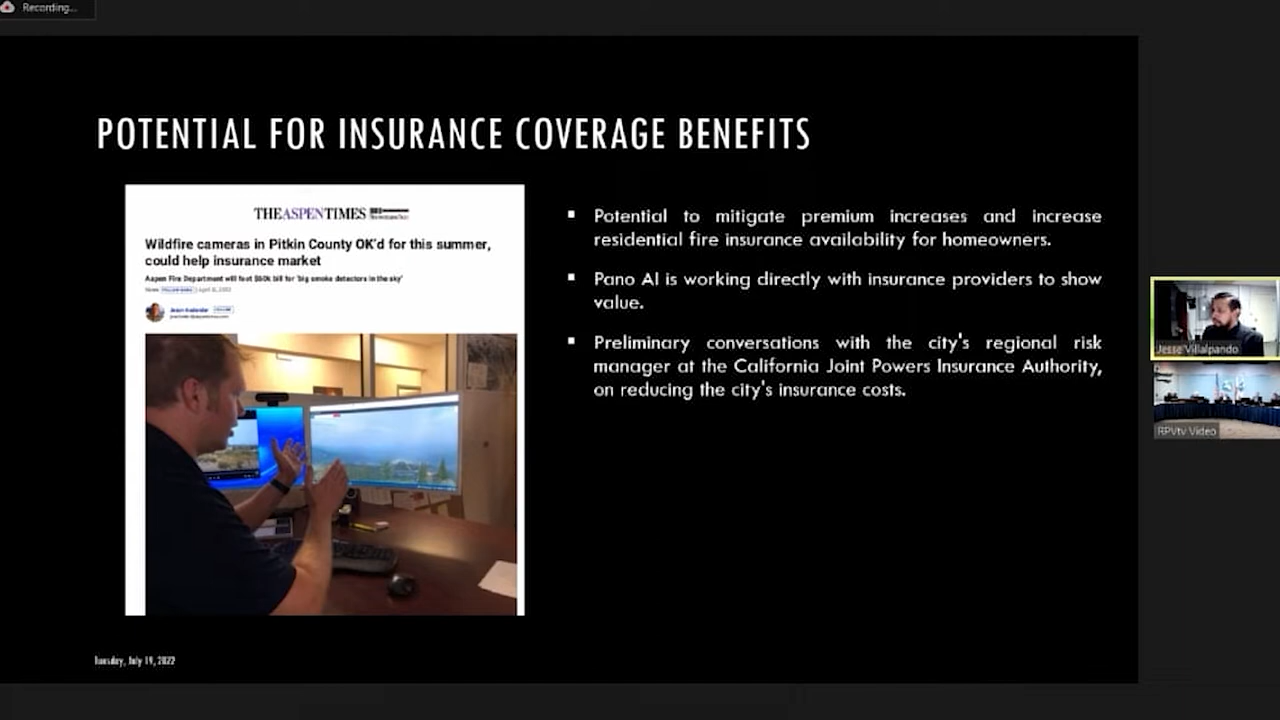 Recording...
POTENTIAL FOR INSURANCE COVERAGE BENEFITS
THE ASPEN TIMES
Wildfire cameras in Pitkin County OK'd for this summer,
could help insurance market
Aspen Fire Department will foot $60k bill for 'big smoke detectors in the sky'
News
▪ Potential to mitigate premium increases and increase
residential fire insurance availability for homeowners.
▪ Pano AI is working directly with insurance providers to show
value.
▪ Preliminary conversations with the city's regional risk
manager at the California Joint Powers Insurance Authority,
on reducing the city's insurance costs.
Jesse Villalpando
RPVtv Video
Tuesday, July 19, 2022